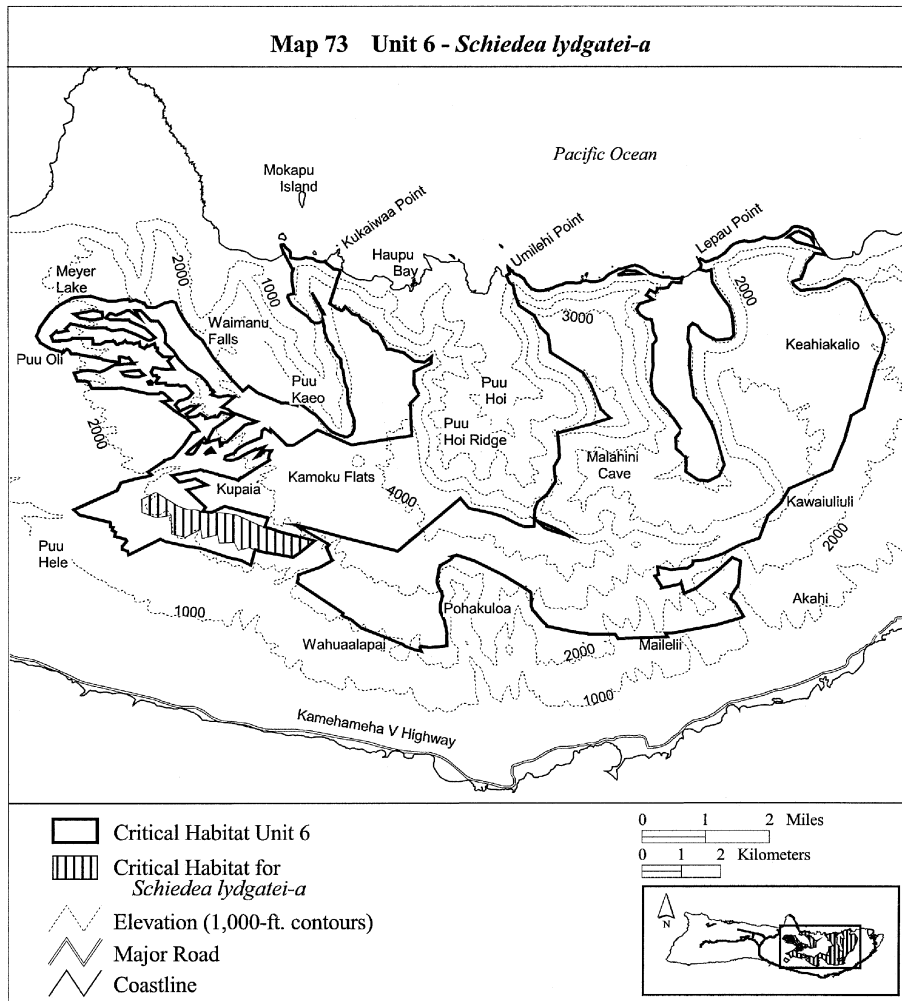 Map 73 Unit 6 - Schiedea lydgatei-a
Pacific Ocean
Mokapu
Island
Kukaiwaa Point
Haupu
Bay
Umilehi Point
Lepau Point
Meyer
Lake
2000
1000
2000
3000
Waimanu
Falls
Keahiakalio
Puu Oli
Puu
Kaeo
Puu
Hoi
2000
Puu
Hoi Ridge
Malahini
Cave
Kamoku Flats
Kupaia
4000
Kawaiuliuli
2000
Puu
Hele
1000
Pohakuloa
Akahi
Wahuaalapai
Mailelii
2000
1000
Kamehameha V Highway
Critical Habitat Unit 6
Critical Habitat for
Schiedea lydgatei-a
Elevation (1,000-ft. contours)
Major Road
Coastline
0 1 2 Miles
0 1 2 Kilometers
N